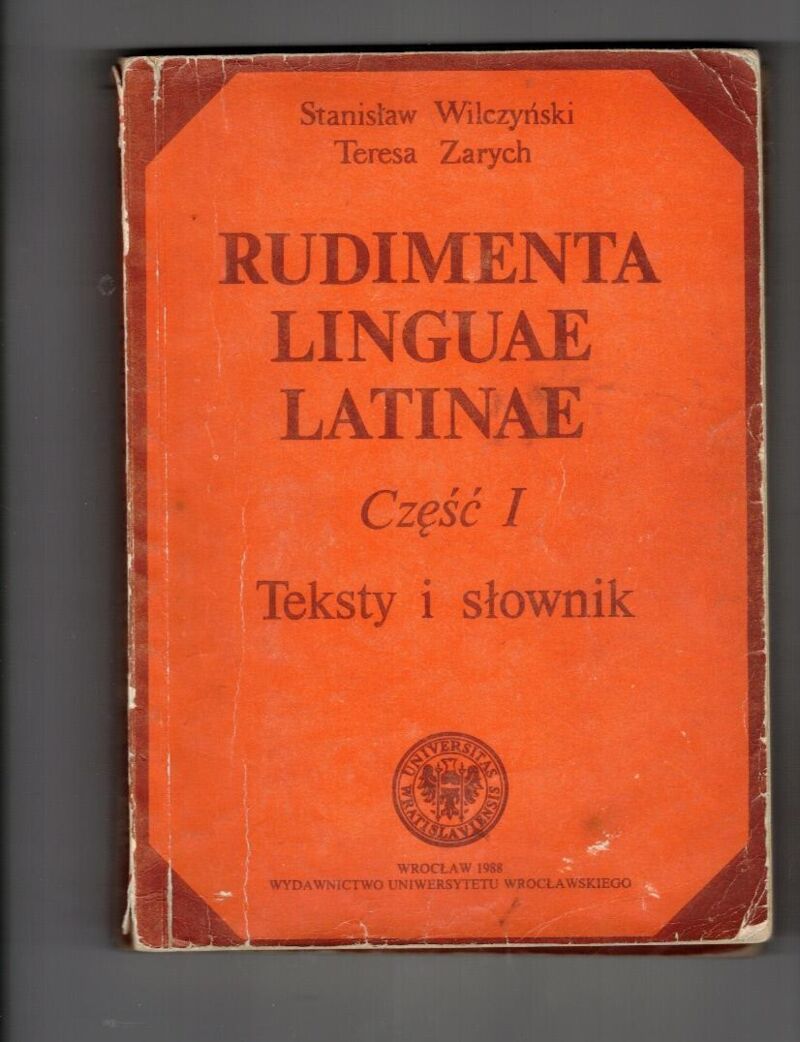 Stanisław Wilczyński
Teresa Zarych
RUDIMENTA
LINGUAE
LATINAE
Część I
Teksty i słownik
UNIVERSITAS
WRATISLAVIENSIS
WROCŁAW 1988
WYDAWNICTWO UNIWERSYTETU WROCŁAWSKIEGO